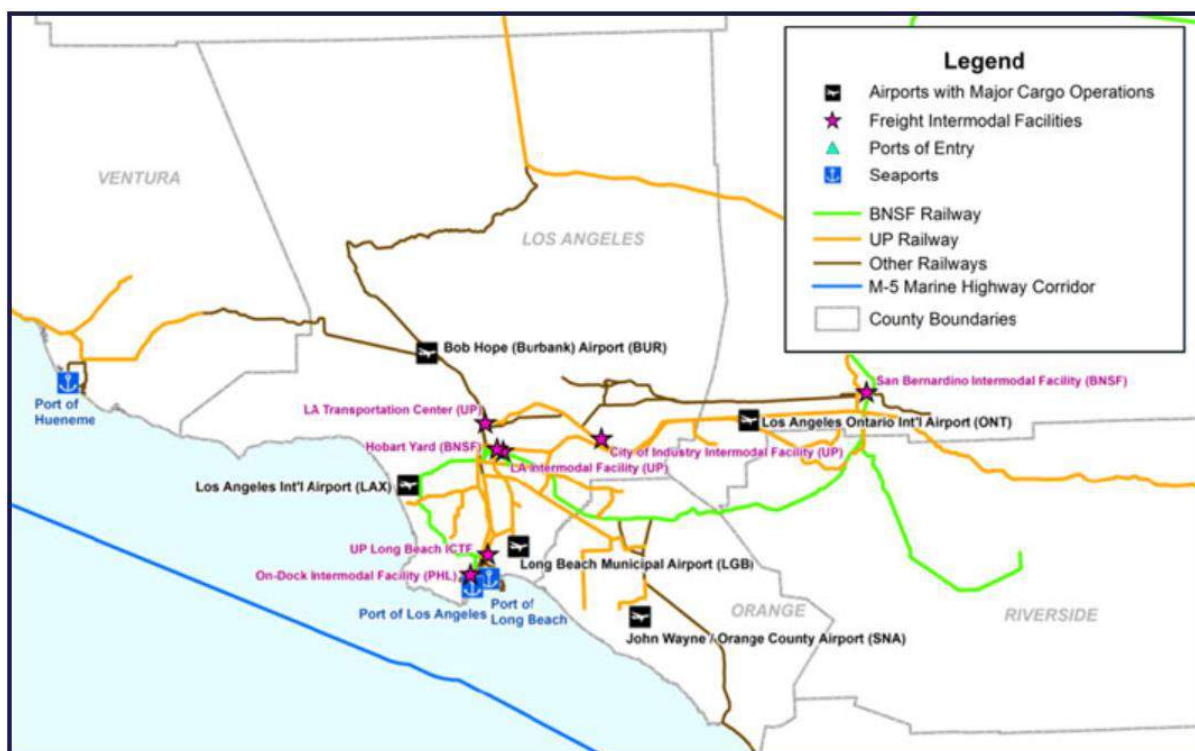 Legend
Airports with Major Cargo Operations
Freight Intermodal Facilities
Ports of Entry
Seaports
BNSF Railway
UP Railway
Other Railways
M-5 Marine Highway Corridor
County Boundaries
VENTURA
LOS ANGELES
Bob Hope (Burbank) Airport (BUR)
San Bernardino Intermodal Facility (BNSF)
Port of
Hueneme
LA Transportation Center (UP)
Los Angeles Ontario Int'l Airport (ONT)
Hobart Yard (BNSF)
City of Industry Intermodal Facility (UP)
LA Intermodal Facility (UP)
Los Angeles Int'l Airport (LAX)
UP Long Beach ICTF
Long Beach Municipal Airport (LGB)
On-Dock Intermodal Facility (PHL)
Port of Los Angeles
Port of
Long Beach
ORANGE
RIVERSIDE
John Wayne / Orange County Airport (SNA)